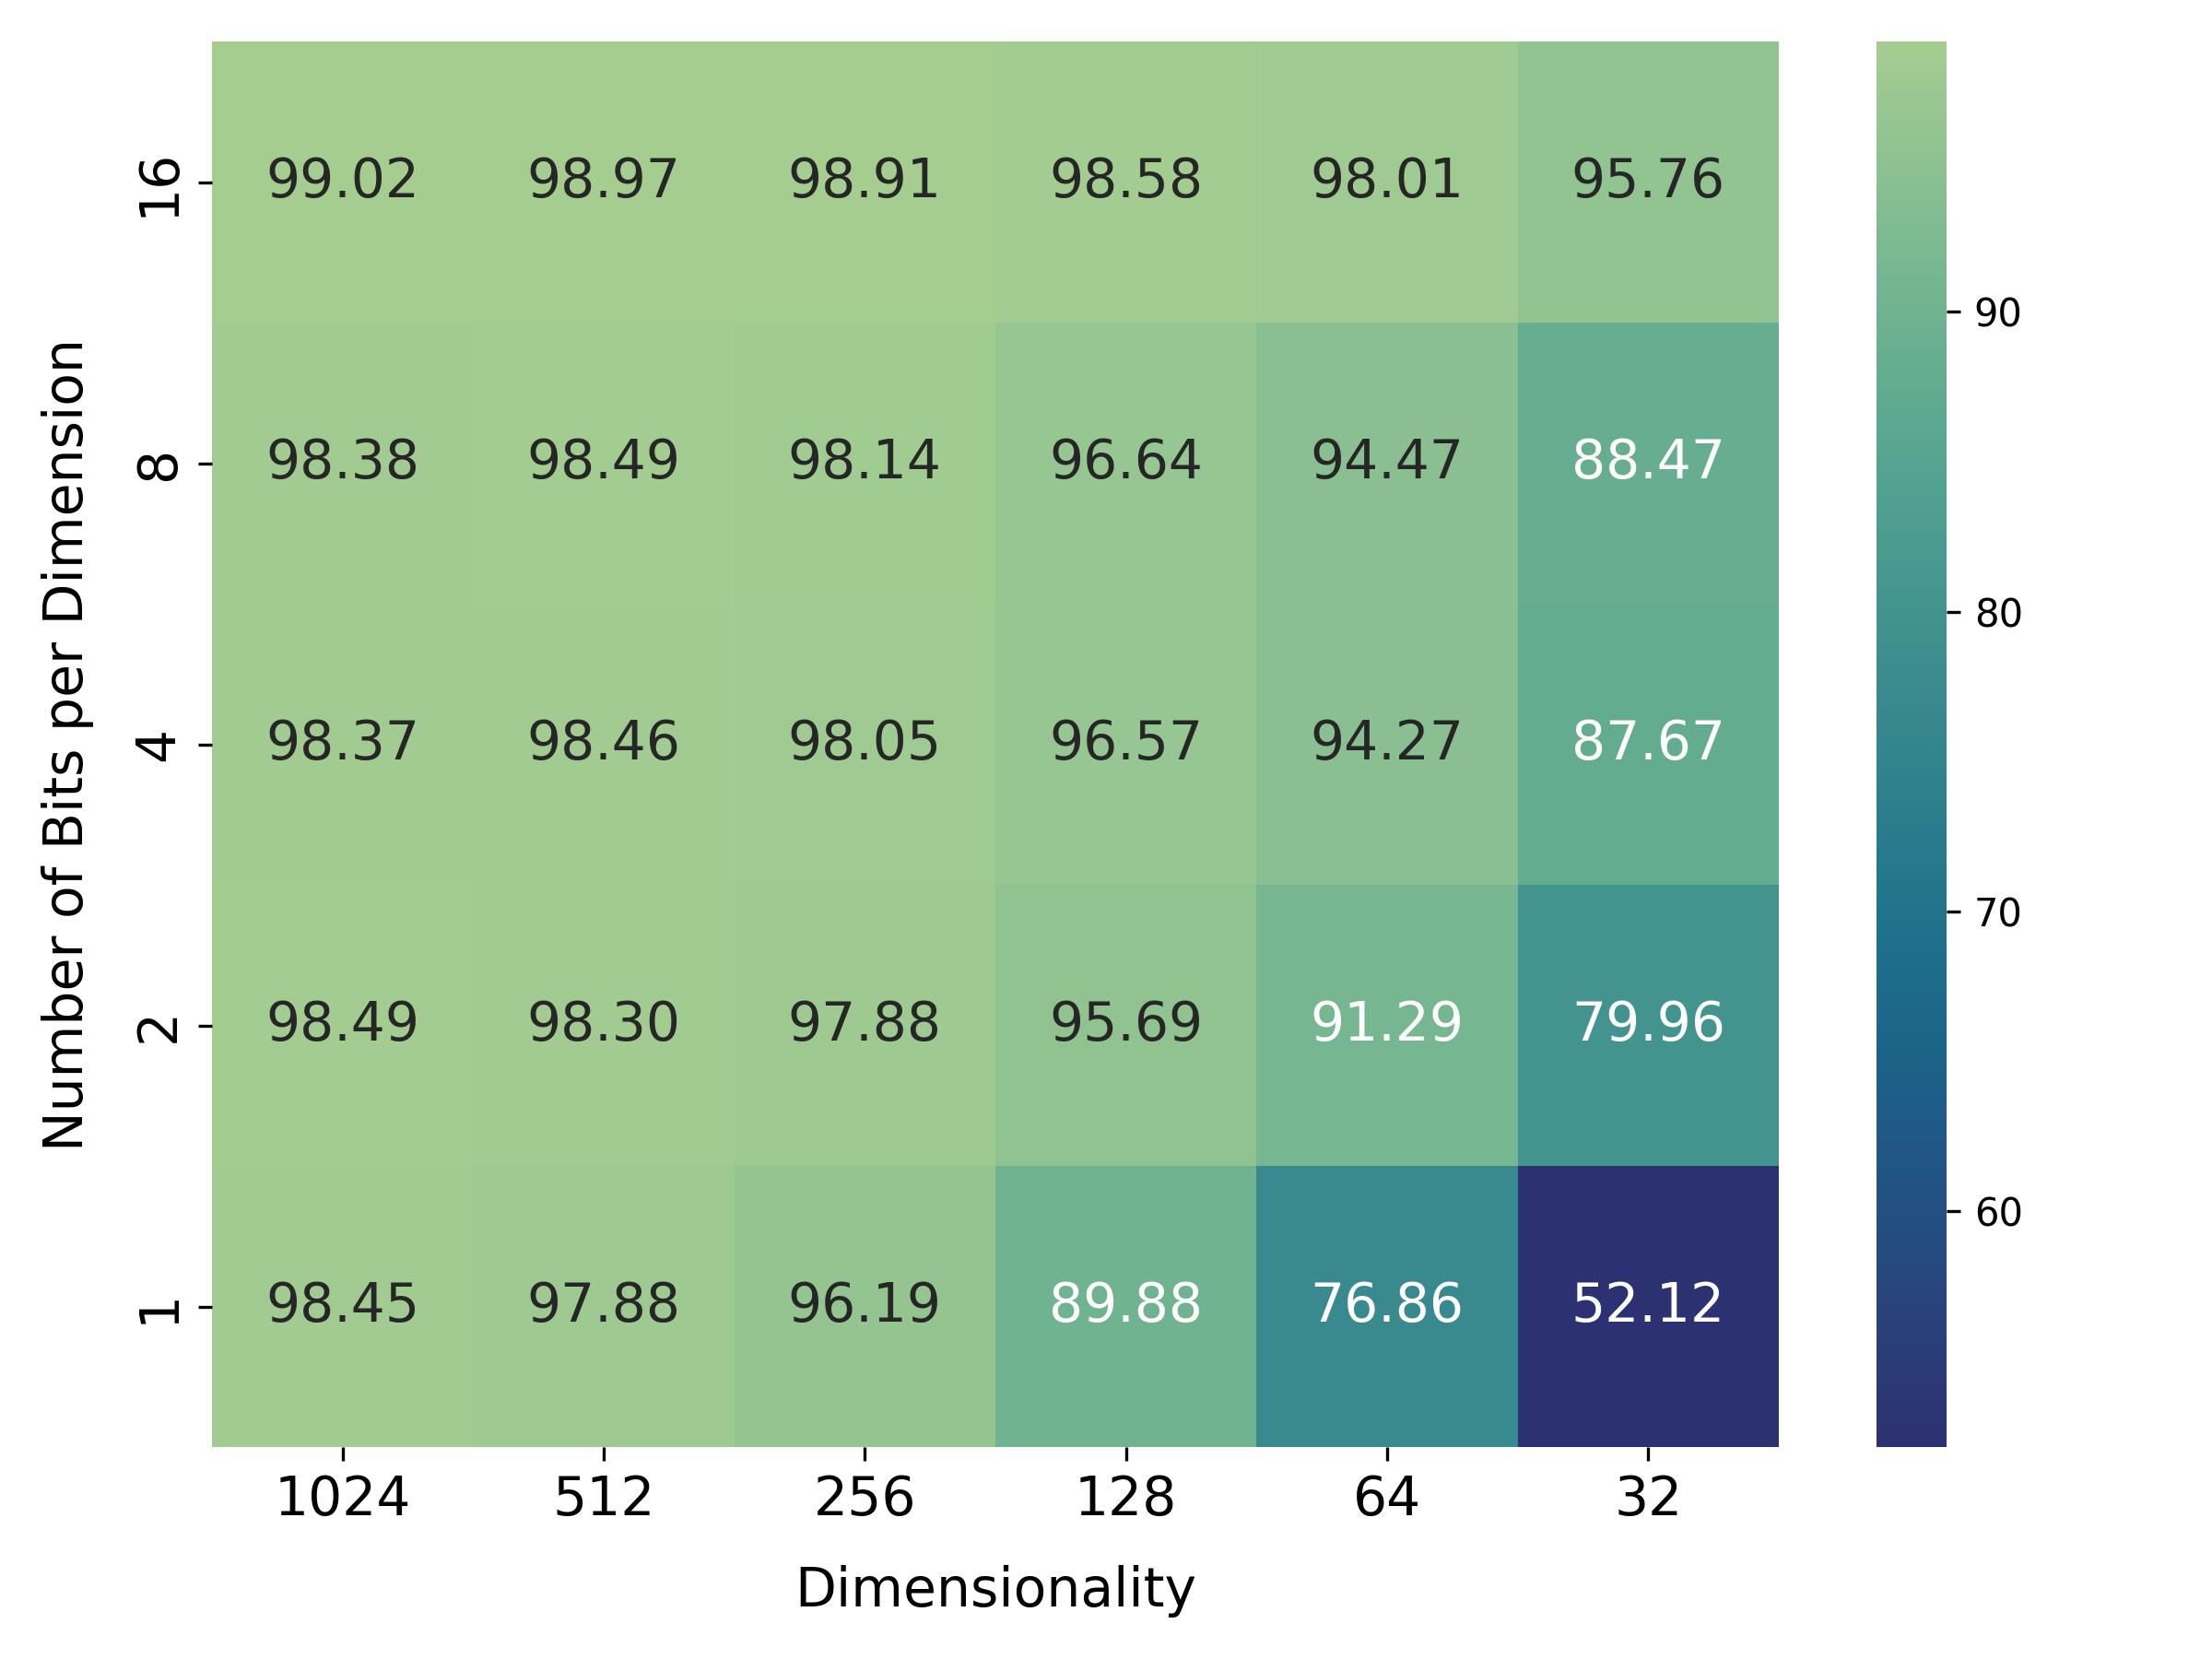 16 99.02 98.97 98.91 98.58 98.01 95.76
8 98.38 98.49 98.14 96.64 94.47 88.47
4 98.37 98.46 98.05 96.57 94.27 87.67
2 98.49 98.30 97.88 95.69 91.29 79.96
1 98.45 97.88 96.19 89.88 76.86 52.12
1024 512 256 128 64 32
Dimensionality
Number of Bits per Dimension
90
80
70
60